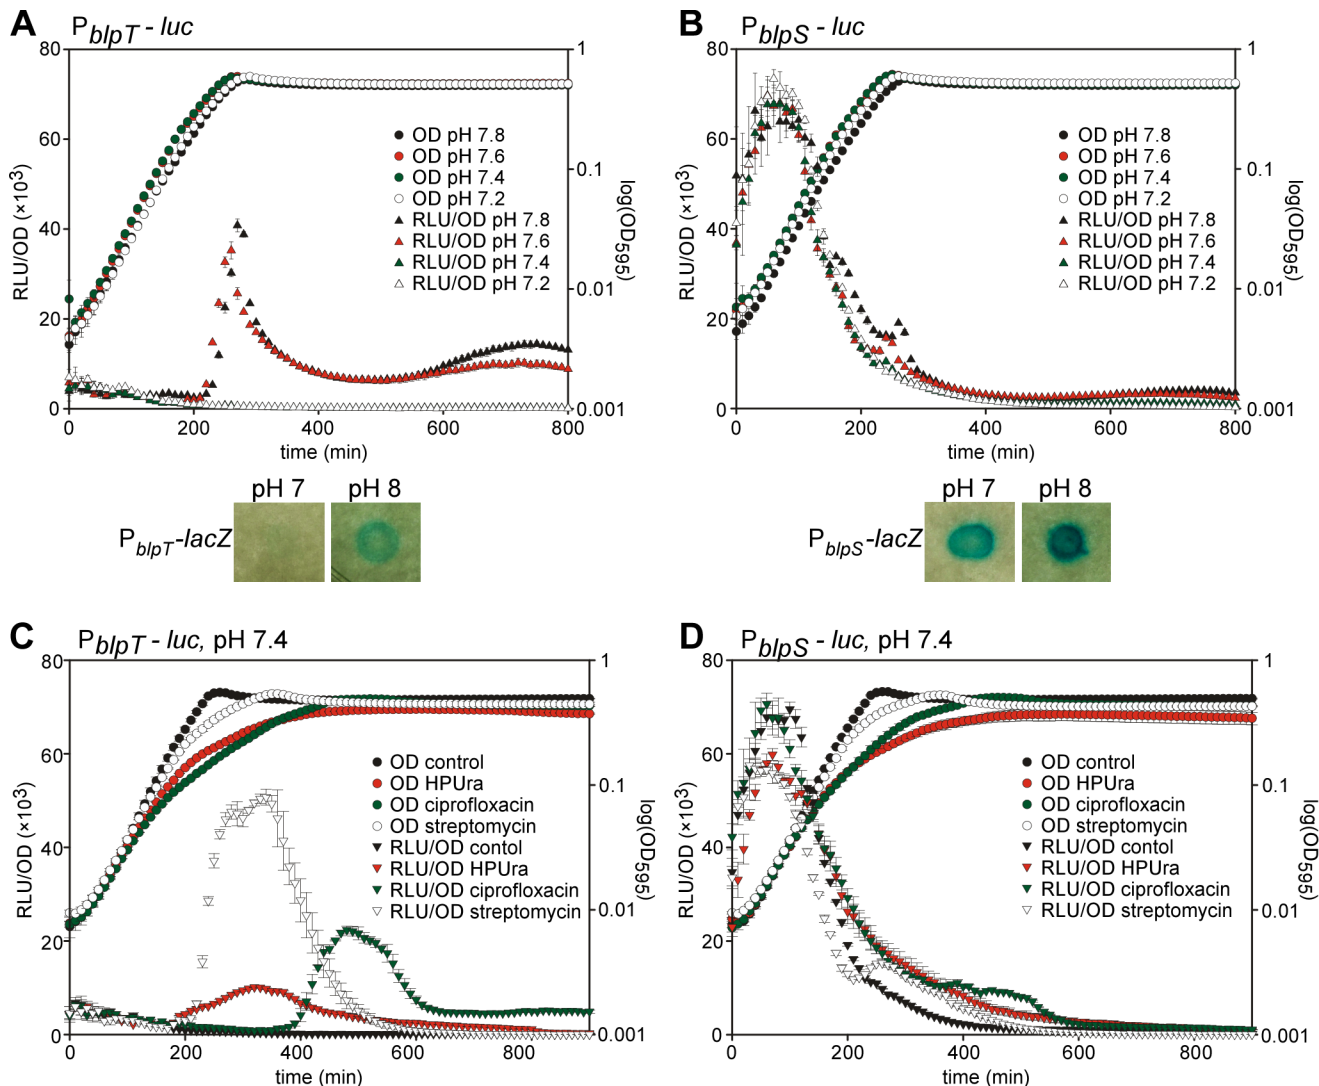 A
PblpT - luc
80
60
40
20
0
RLU/OD (×10³)
1
0.1
0.01
0.001
log(OD595)
OD pH 7.8
OD pH 7.6
OD pH 7.4
OD pH 7.2
RLU/OD pH 7.8
RLU/OD pH 7.6
RLU/OD pH 7.4
RLU/OD pH 7.2
0 200 400 600 800
time (min)
pH 7 pH 8
PblpT-lacZ
B
PblpS - luc
80
60
40
20
0
RLU/OD (×10³)
1
0.1
0.01
0.001
log(OD595)
OD pH 7.8
OD pH 7.6
OD pH 7.4
OD pH 7.2
RLU/OD pH 7.8
RLU/OD pH 7.6
RLU/OD pH 7.4
RLU/OD pH 7.2
0 200 400 600 800
time (min)
pH 7 pH 8
PblpS-lacZ
C
PblpT - luc, pH 7.4
80
60
40
20
0
RLU/OD (×10³)
1
0.1
0.01
0.001
log(OD595)
OD control
OD HPUra
OD ciprofloxacin
OD streptomycin
RLU/OD contol
RLU/OD HPUra
RLU/OD ciprofloxacin
RLU/OD streptomycin
0 200 400 600 800
time (min)
D
PblpS - luc, pH 7.4
80
60
40
20
0
RLU/OD (×10³)
1
0.1
0.01
0.001
log(OD595)
OD control
OD HPUra
OD ciprofloxacin
OD streptomycin
RLU/OD control
RLU/OD HPUra
RLU/OD ciprofloxacin
RLU/OD streptomycin
0 200 400 600 800
time (min)